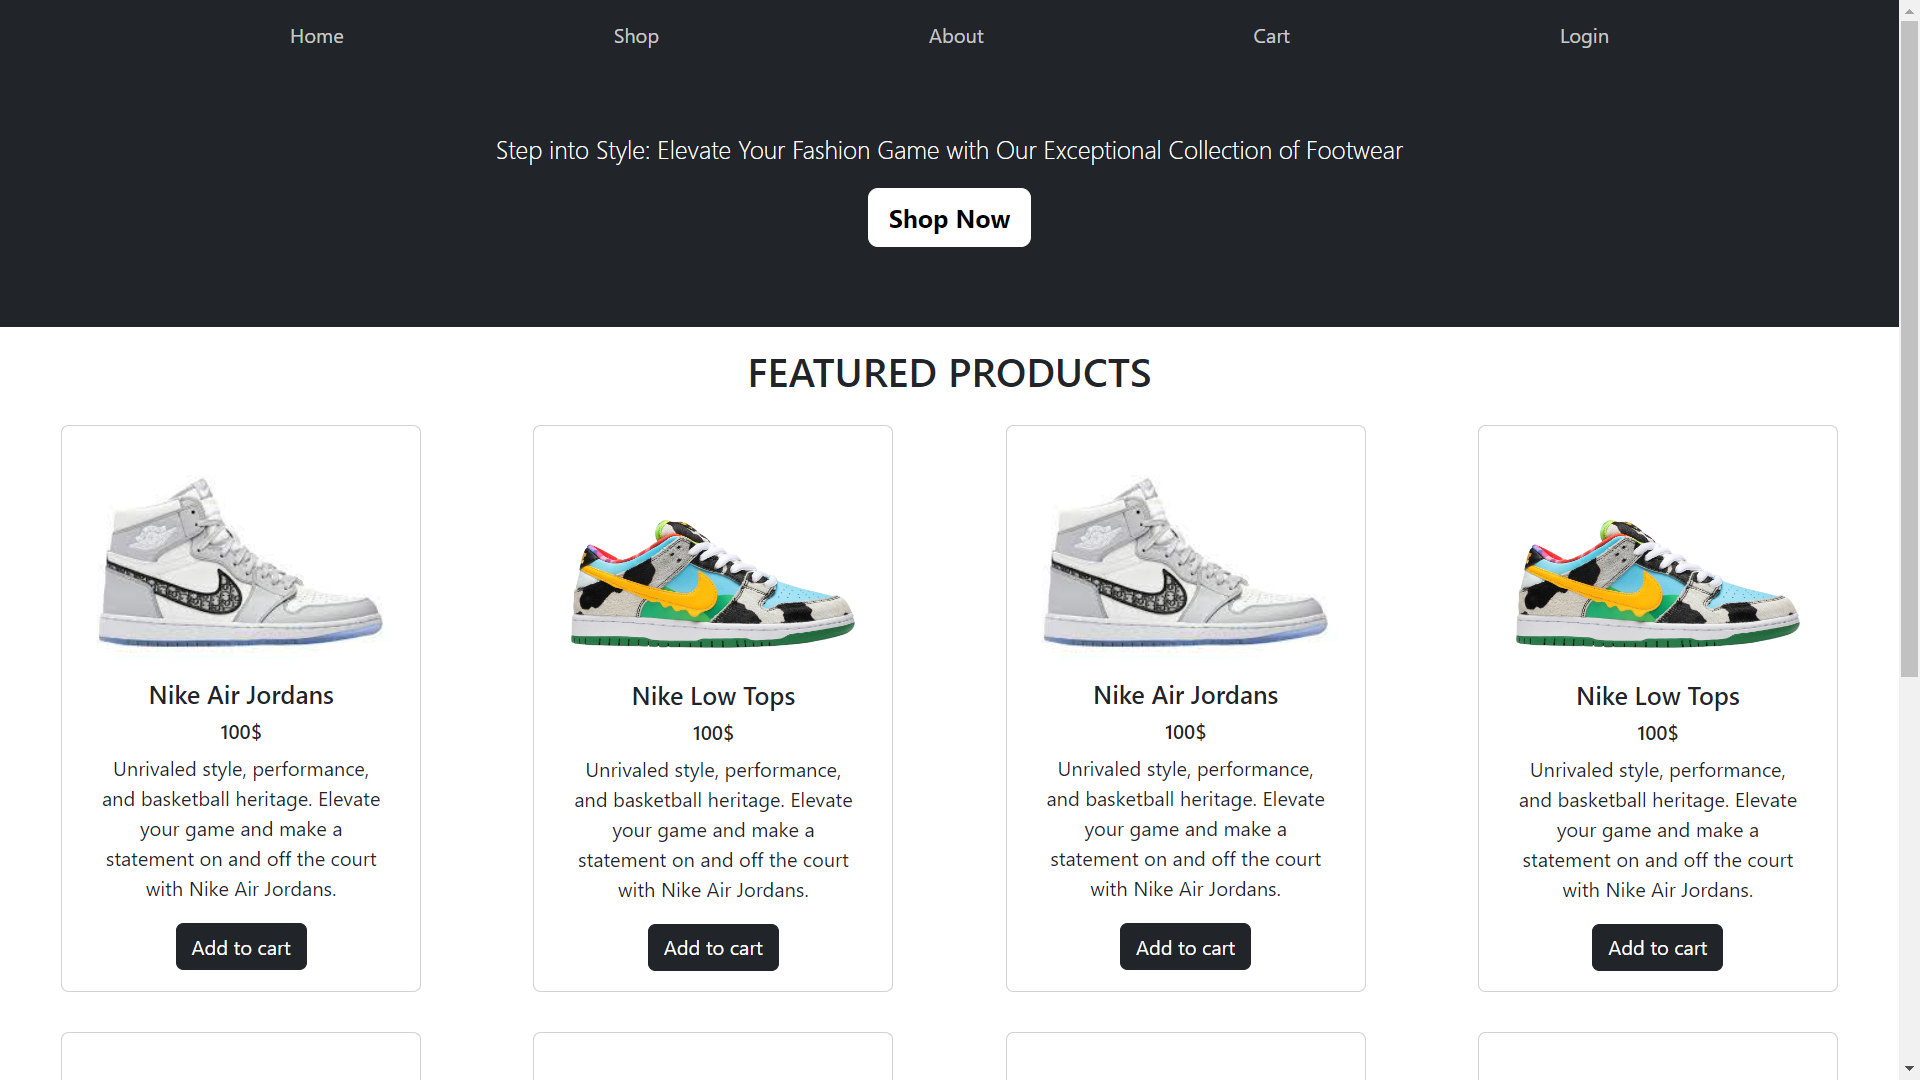 Home Shop About Cart Login
Step into Style: Elevate Your Fashion Game with Our Exceptional Collection of Footwear
Shop Now
FEATURED PRODUCTS
Nike Air Jordans
100$
Unrivaled style, performance,
and basketball heritage. Elevate
your game and make a
statement on and off the court
with Nike Air Jordans.
Add to cart
Nike Low Tops
100$
Unrivaled style, performance,
and basketball heritage. Elevate
your game and make a
statement on and off the court
with Nike Air Jordans.
Add to cart
Nike Air Jordans
100$
Unrivaled style, performance,
and basketball heritage. Elevate
your game and make a
statement on and off the court
with Nike Air Jordans.
Add to cart
Nike Low Tops
100$
Unrivaled style, performance,
and basketball heritage. Elevate
your game and make a
statement on and off the court
with Nike Air Jordans.
Add to cart